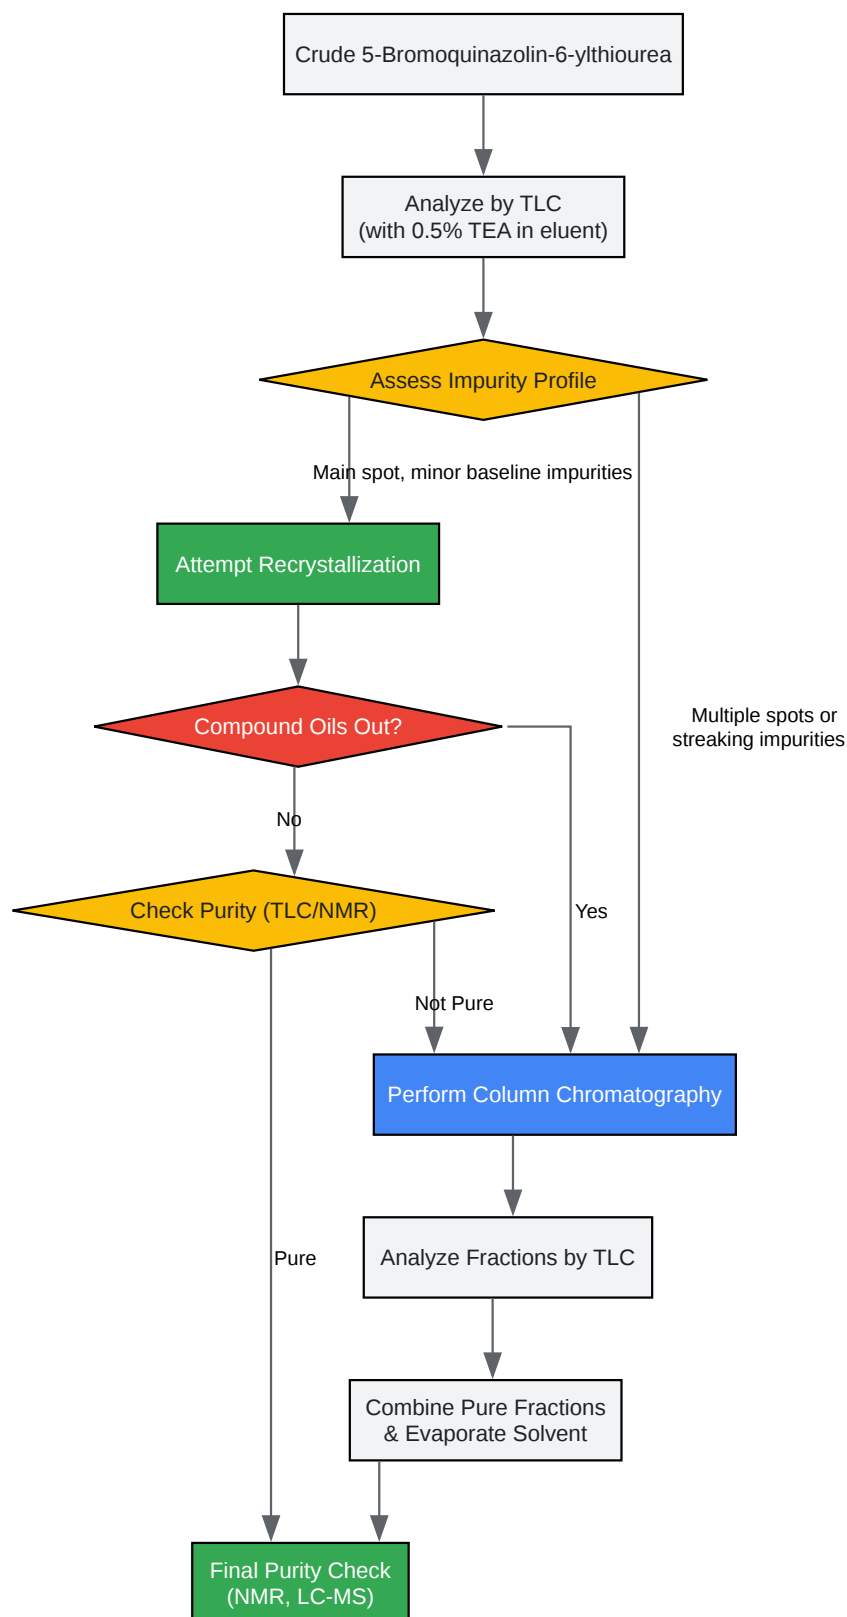 Crude 5-Bromoquinazolin-6-ylthiourea
Analyze by TLC
(with 0.5% TEA in eluent)
Assess Impurity Profile
Main spot, minor baseline impurities
Attempt Recrystallization
Multiple spots or
streaking impurities
Compound Oils Out?
No
Check Purity (TLC/NMR)
Yes
Not Pure
Perform Column Chromatography
Pure
Analyze Fractions by TLC
Combine Pure Fractions
& Evaporate Solvent
Final Purity Check
(NMR, LC-MS)